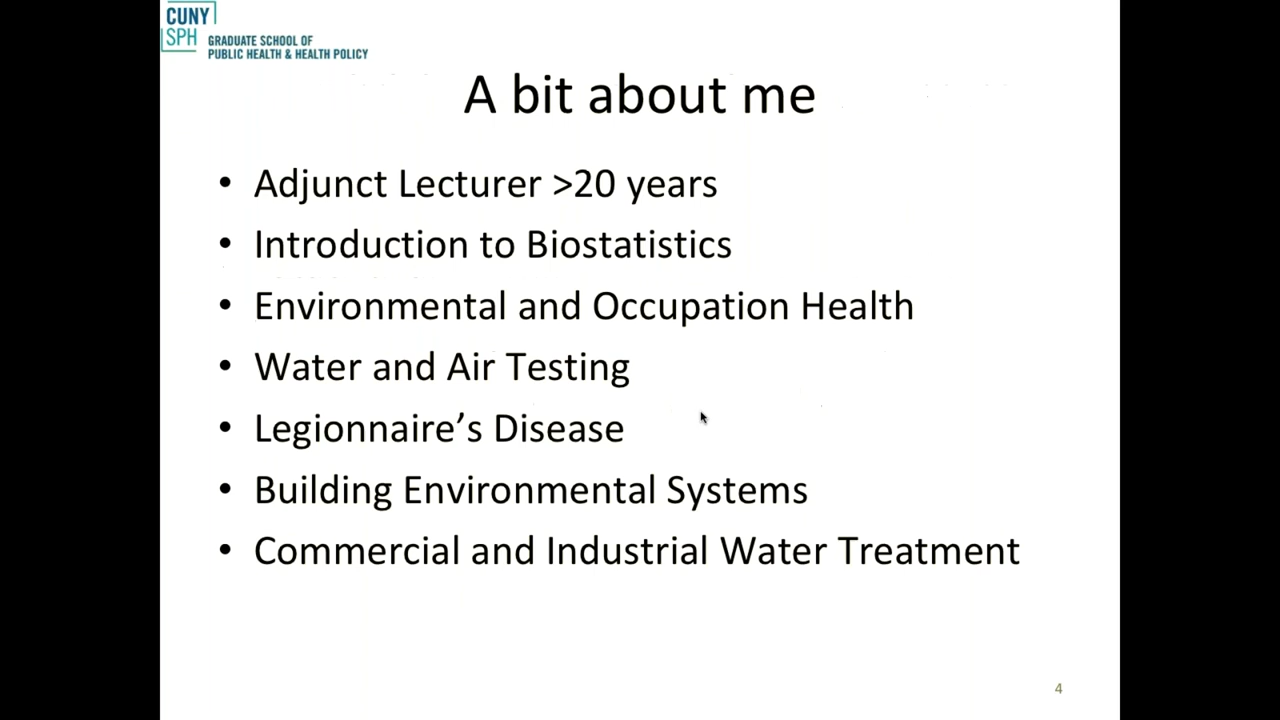 CUNY
SPH
GRADUATE SCHOOL OF
PUBLIC HEALTH & HEALTH POLICY
A bit about me
• Adjunct Lecturer >20 years
• Introduction to Biostatistics
• Environmental and Occupation Health
• Water and Air Testing
• Legionnaire’s Disease
• Building Environmental Systems
• Commercial and Industrial Water Treatment
4